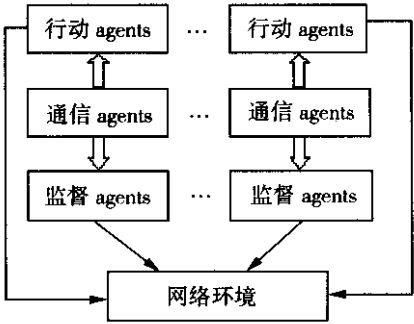 行动 agents … 行动 agents
通信 agents … 通信 agents
监督 agents … 监督 agents
网络环境